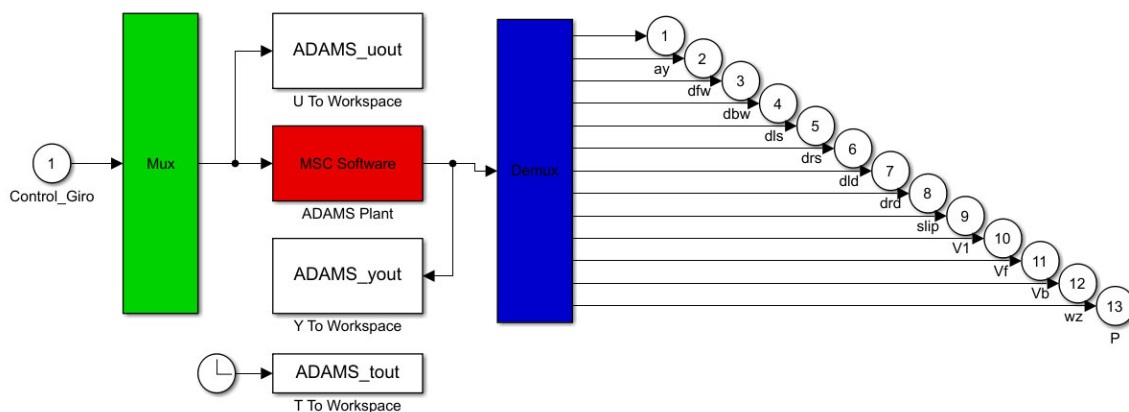 1
Control_Giro
Mux
ADAMS_uout
U To Workspace
MSC Software
ADAMS Plant
ADAMS_yout
Y To Workspace
ADAMS_tout
T To Workspace
Demux
1
ay
2
dfw
3
dbw
4
dls
5
drs
6
dld
7
drd
8
slip
9
V1
10
Vf
11
Vb
12
wz
13
P